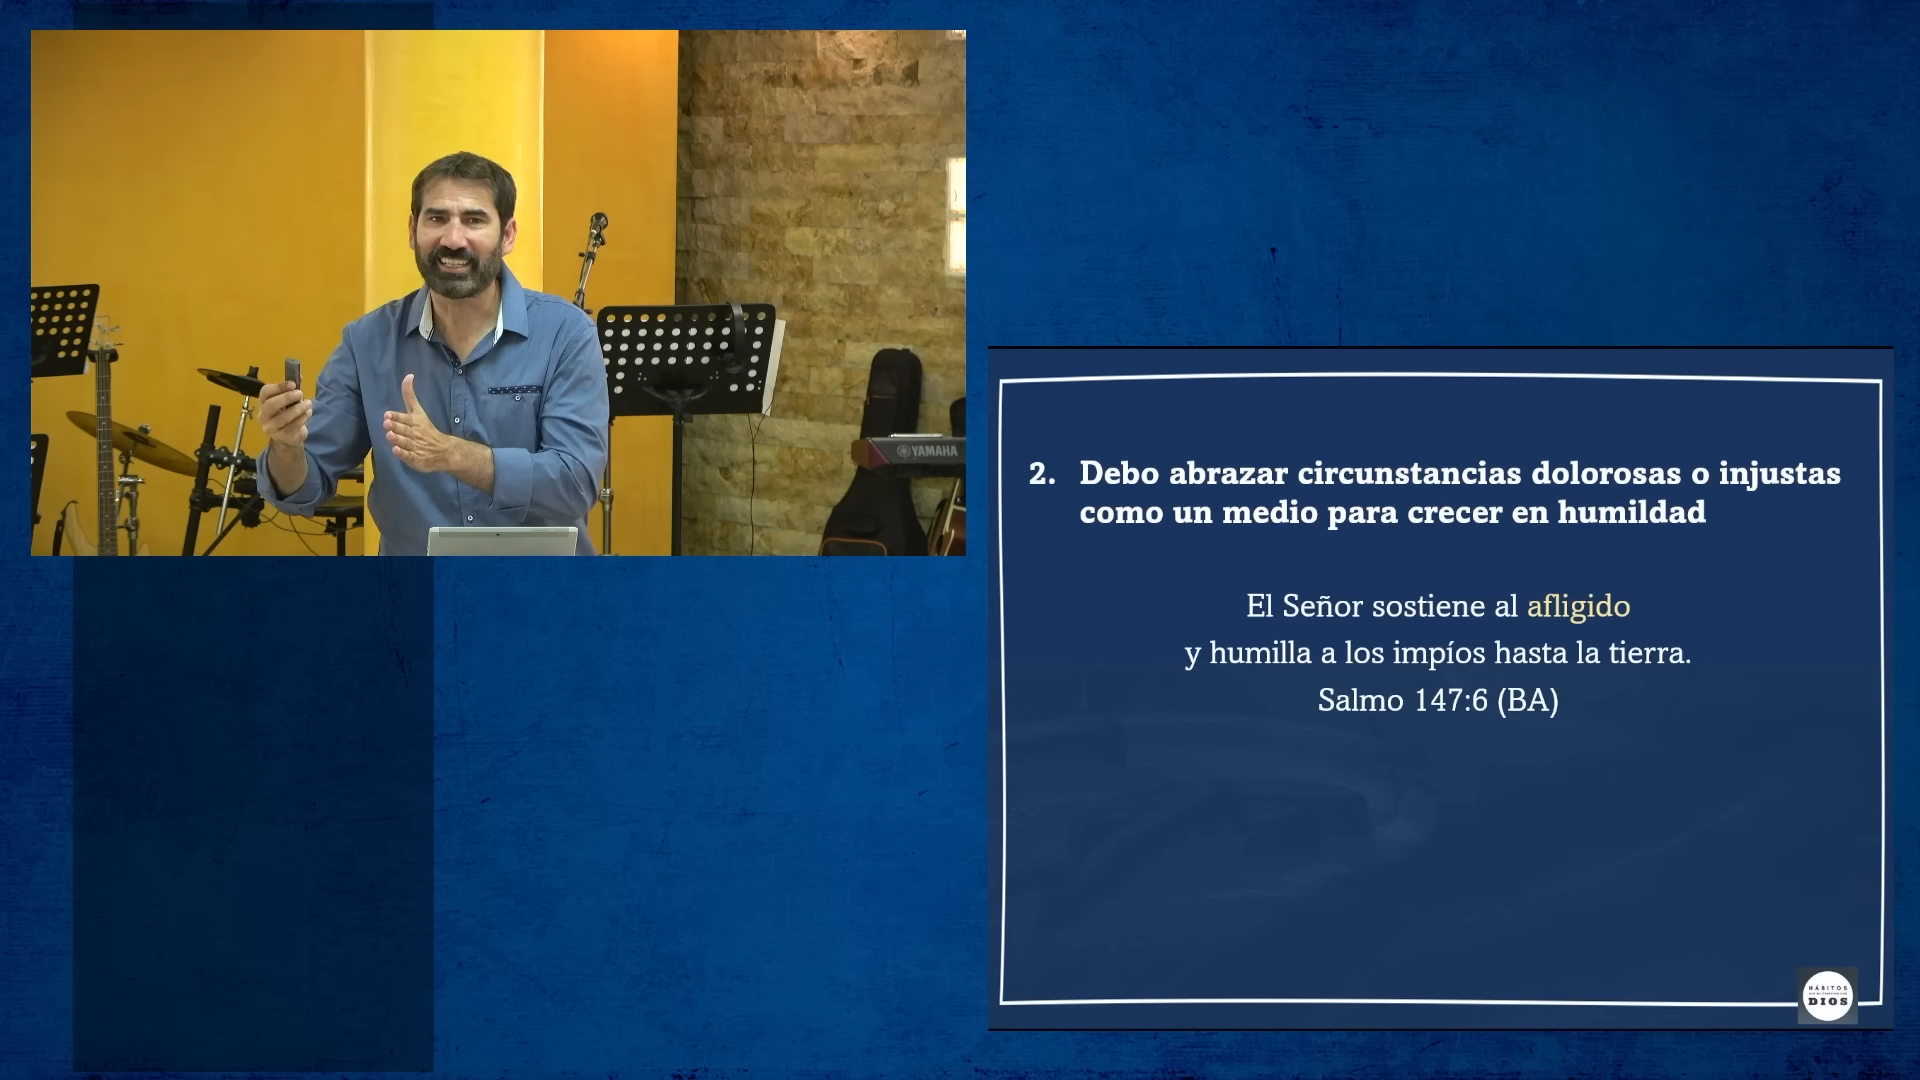 YAMAHA
2. Debo abrazar circunstancias dolorosas o injustas
como un medio para crecer en humildad
El Señor sostiene al afligido
y humilla a los impíos hasta la tierra.
Salmo 147:6 (BA)
HÁBITOS
DIOS